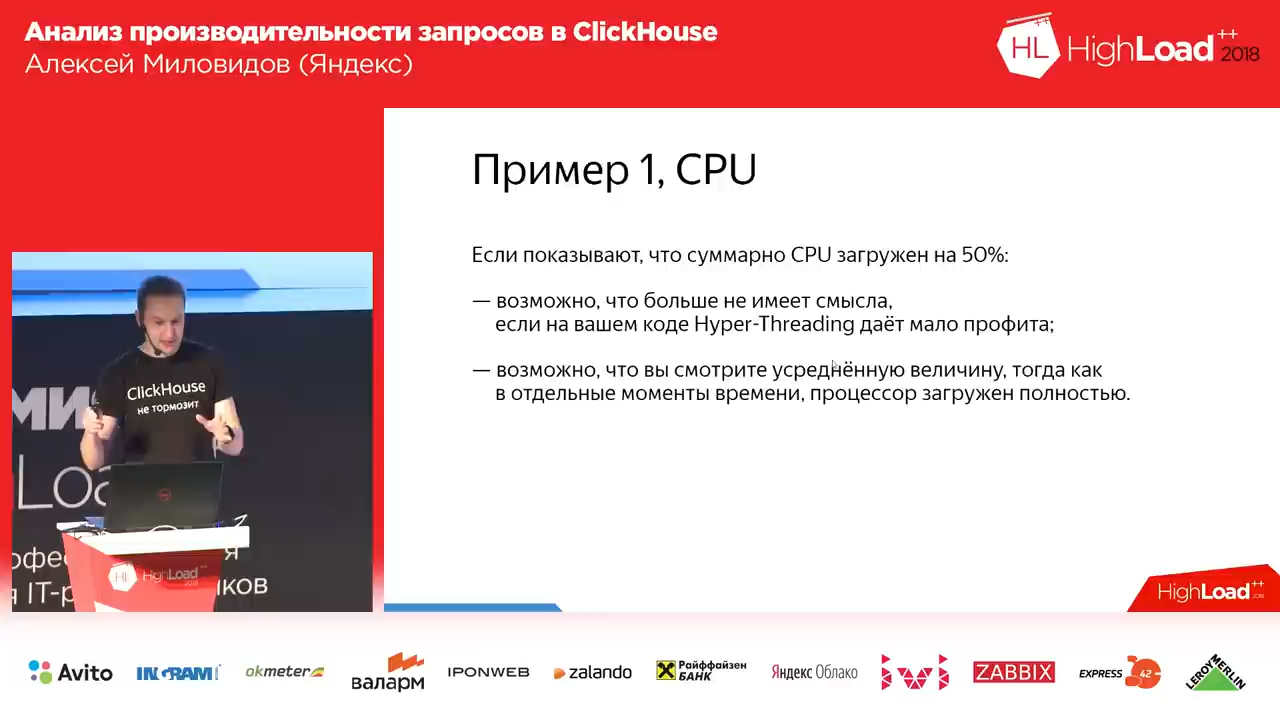 Анализ производительности запросов в ClickHouse
Алексей Миловидов (Яндекс)
HL HighLoad++ 2018
Пример 1, CPU
Если показывают, что суммарно CPU загружен на 50%:
— возможно, что больше не имеет смысла,
если на вашем коде Hyper-Threading даёт мало профита;
— возможно, что вы смотрите усреднённую величину, тогда как
в отдельные моменты времени, процессор загружен полностью.
ClickHouse
не тормозит
HL HighLoad++
2018
HighLoad++ 2018
Avito
INGRAM
okmeter
валарм
IPONWEB
zalando
Райффайзен
БАНК
Яндекс Облако
ivi
ZABBIX
EXPRESS 42
LEROY MERLIN